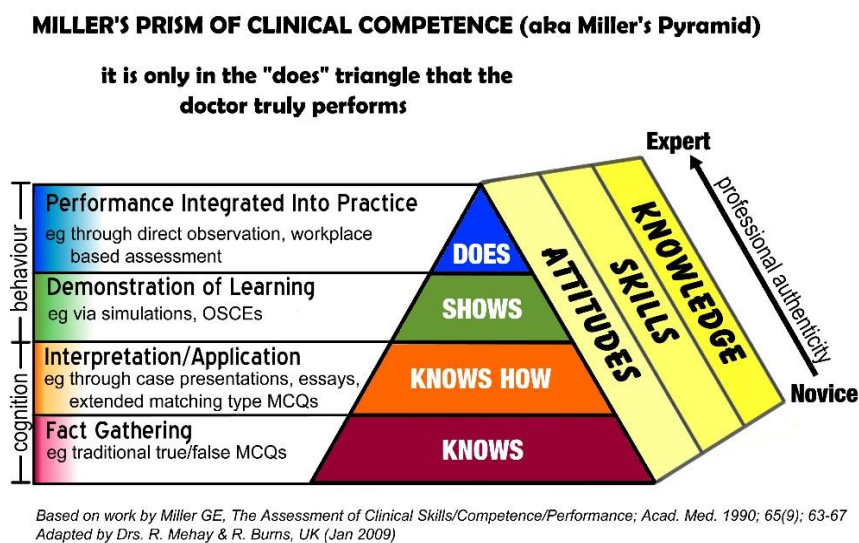 MILLER'S PRISM OF CLINICAL COMPETENCE (aka Miller's Pyramid)
it is only in the "does" triangle that the
doctor truly performs
Expert
professional authenticity
Novice
behaviour
cognition
Performance Integrated Into Practice
eg through direct observation, workplace
based assessment
DOES
Demonstration of Learning
eg via simulations, OSCEs
SHOWS
Interpretation/Application
eg through case presentations, essays,
extended matching type MCQs
KNOWS HOW
Fact Gathering
eg traditional true/false MCQs
KNOWS
ATTITUDES
SKILLS
KNOWLEDGE
Based on work by Miller GE, The Assessment of Clinical Skills/Competence/Performance; Acad. Med. 1990; 65(9); 63-67
Adapted by Drs. R. Mehay & R. Burns, UK (Jan 2009)